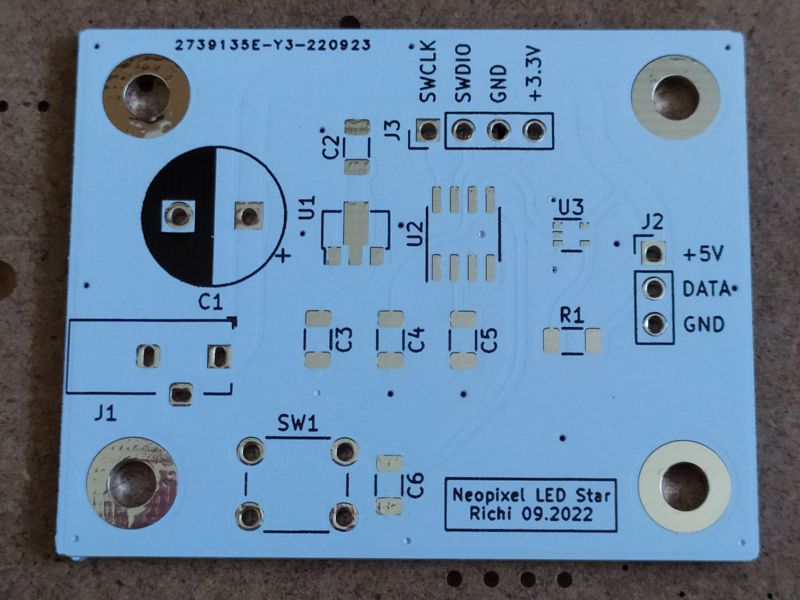 2739135E-Y3-220923
SWCLK
SWDIO
GND
+3.3V
J3
C2
U1
U2
U3
J2
+5V
DATA
GND
+
C1
C3
C4
C5
R1
J1
SW1
C6
Neopixel LED Star
Richi 09.2022